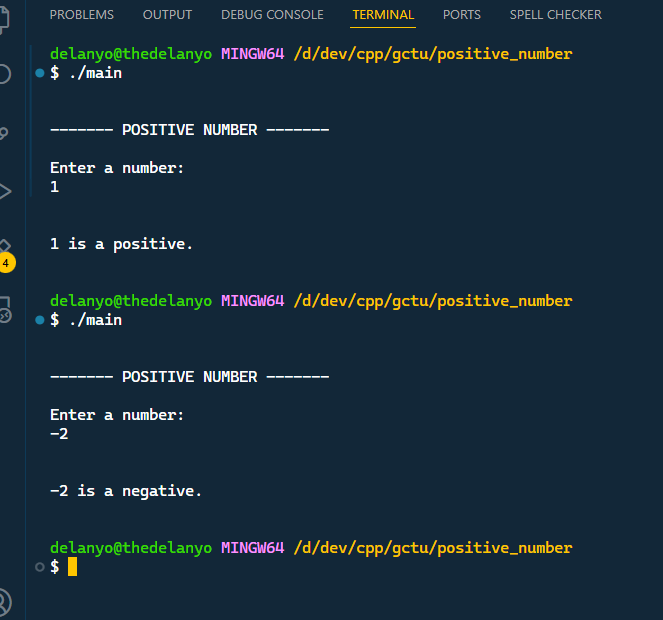 PROBLEMS OUTPUT DEBUG CONSOLE TERMINAL PORTS SPELL CHECKER
delanyo@thedelanyo MINGW64 /d/dev/cpp/gctu/positive_number
$ ./main
------- POSITIVE NUMBER -------
Enter a number:
1
1 is a positive.
4
delanyo@thedelanyo MINGW64 /d/dev/cpp/gctu/positive_number
$ ./main
------- POSITIVE NUMBER -------
Enter a number:
-2
-2 is a negative.
delanyo@thedelanyo MINGW64 /d/dev/cpp/gctu/positive_number
$